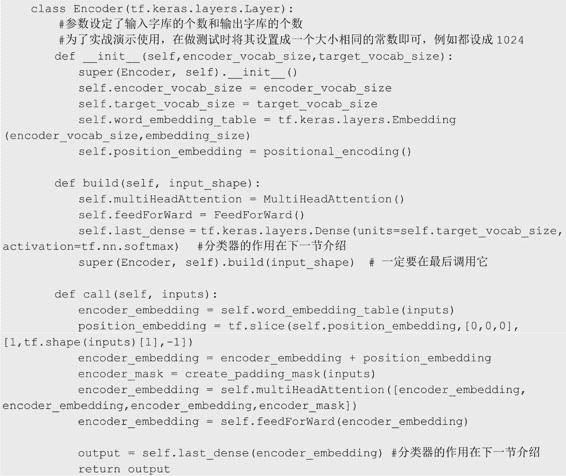 class Encoder(tf.keras.layers.Layer):
#参数设定了输入字库的个数和输出字库的个数
#为了实战演示使用，在做测试时将其设置成一个大小相同的常数即可，例如都设成1024
def __init__(self,encoder_vocab_size,target_vocab_size):
super(Encoder, self).__init__()
self.encoder_vocab_size = encoder_vocab_size
self.target_vocab_size = target_vocab_size
self.word_embedding_table = tf.keras.layers.Embedding
(encoder_vocab_size,embedding_size)
self.position_embedding = positional_encoding()
def build(self, input_shape):
self.multiHeadAttention = MultiHeadAttention()
self.feedForWard = FeedForWard()
self.last_dense = tf.keras.layers.Dense(units=self.target_vocab_size,
activation=tf.nn.softmax) #分类器的作用在下一节介绍
super(Encoder, self).build(input_shape) # 一定要在最后调用它
def call(self, inputs):
encoder_embedding = self.word_embedding_table(inputs)
position_embedding = tf.slice(self.position_embedding,[0,0,0],
[1,tf.shape(inputs)[1],-1])
encoder_embedding = encoder_embedding + position_embedding
encoder_mask = create_padding_mask(inputs)
encoder_embedding = self.multiHeadAttention([encoder_embedding,
encoder_embedding,encoder_embedding,encoder_mask])
encoder_embedding = self.feedForWard(encoder_embedding)
output = self.last_dense(encoder_embedding) #分类器的作用在下一节介绍
return output